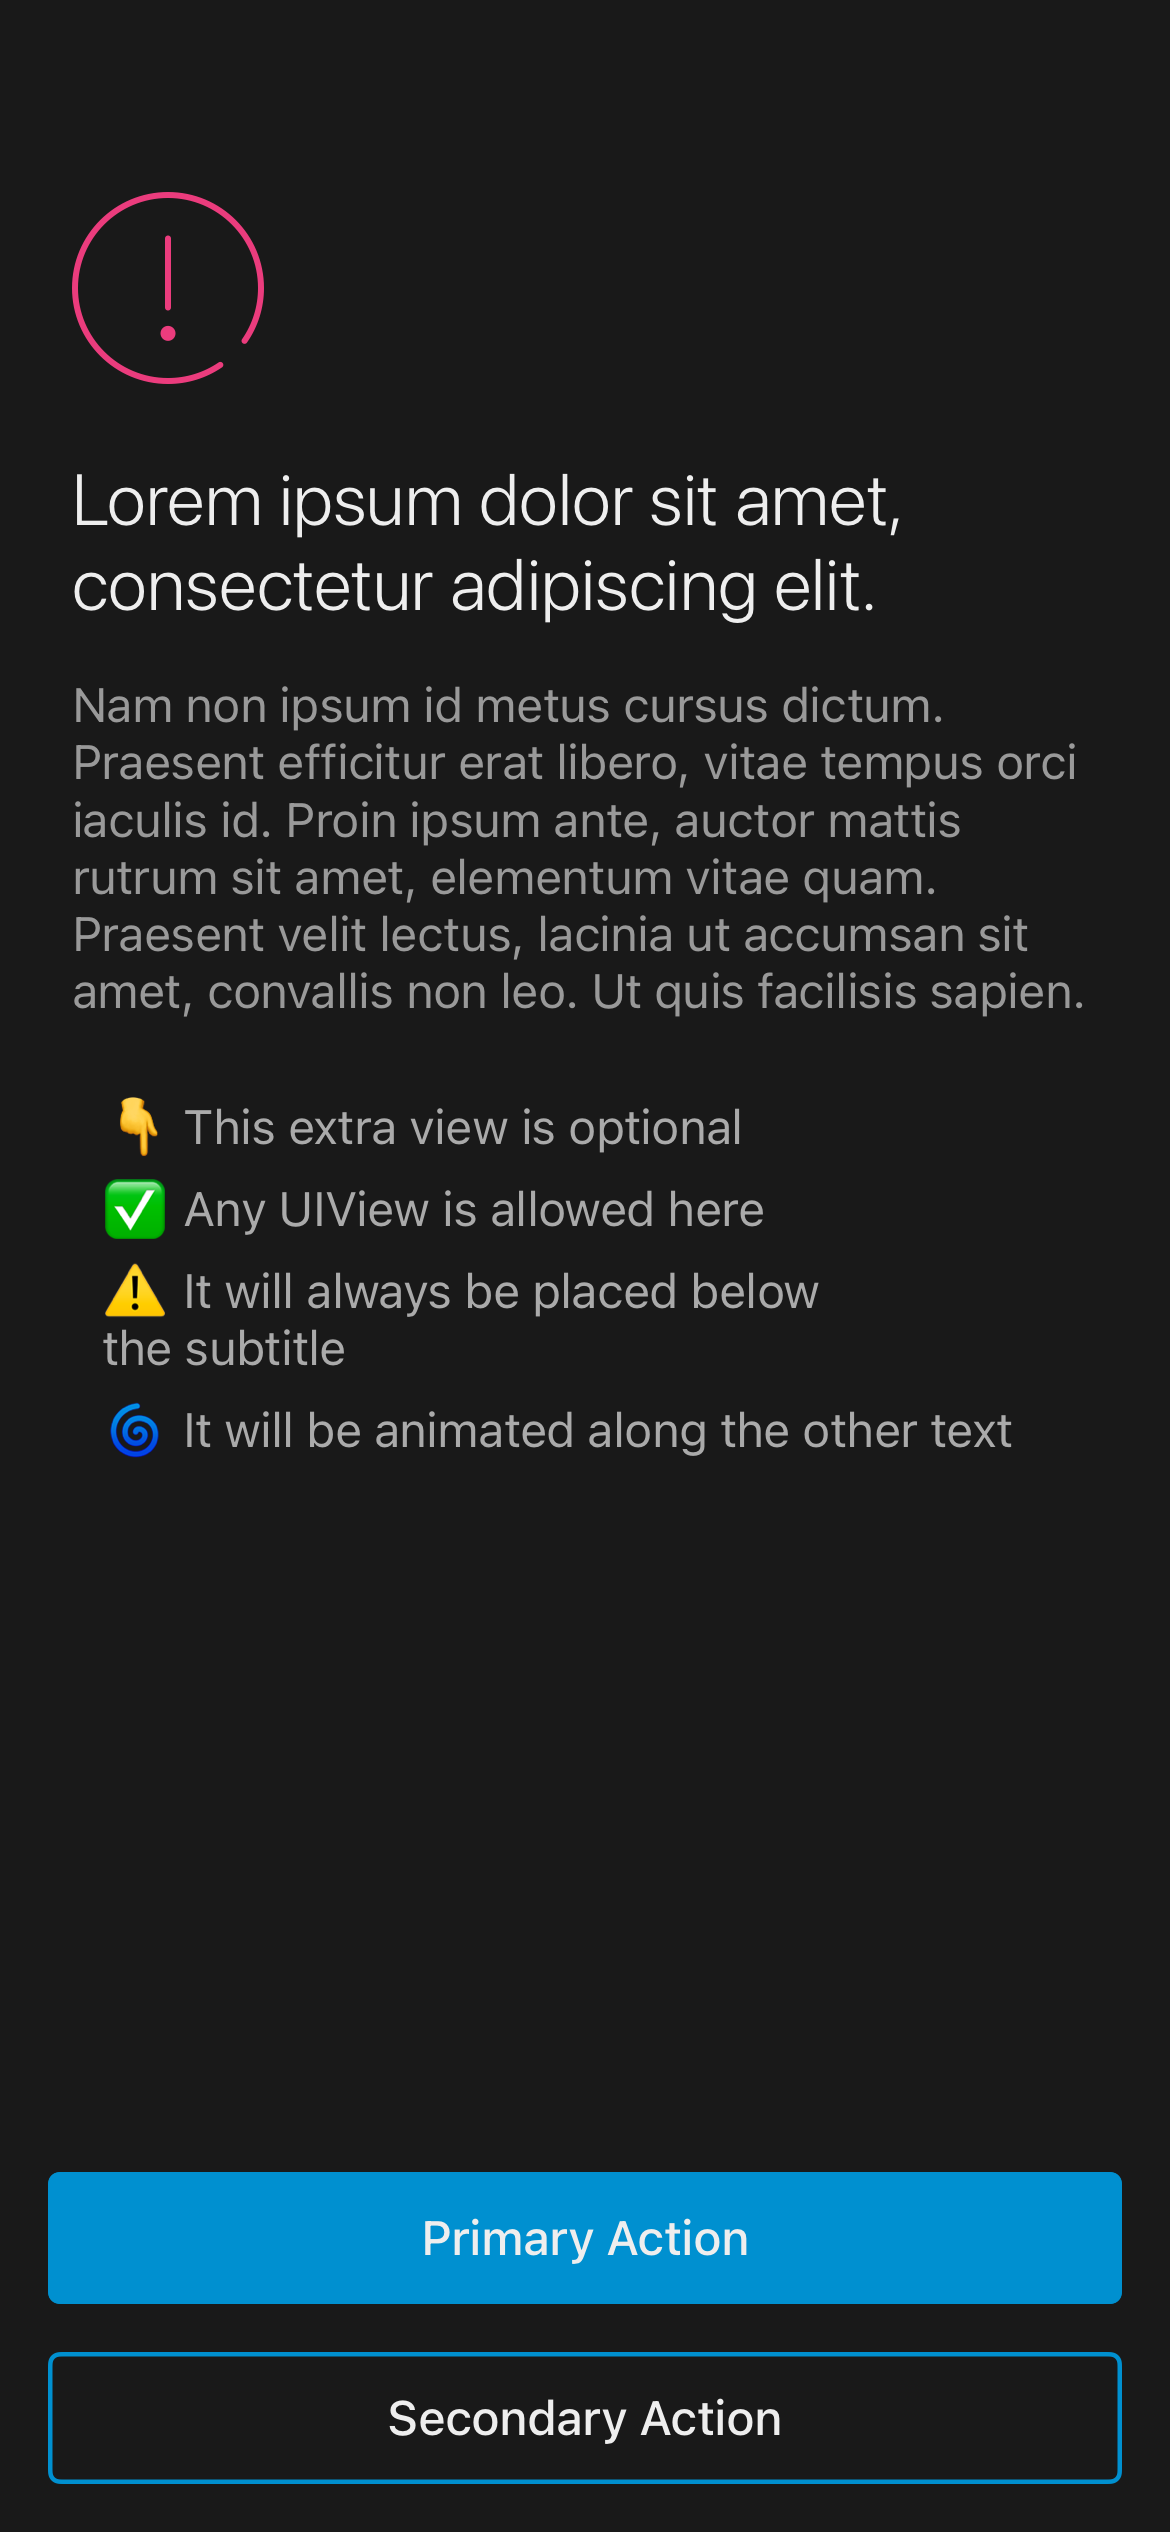 Lorem ipsum dolor sit amet,
consectetur adipiscing elit.
Nam non ipsum id metus cursus dictum.
Praesent efficitur erat libero, vitae tempus orci
iaculis id. Proin ipsum ante, auctor mattis
rutrum sit amet, elementum vitae quam.
Praesent velit lectus, lacinia ut accumsan sit
amet, convallis non leo. Ut quis facilisis sapien.
👇 This extra view is optional
✅ Any UIView is allowed here
⚠️ It will always be placed below
the subtitle
🌀 It will be animated along the other text
Primary Action
Secondary Action